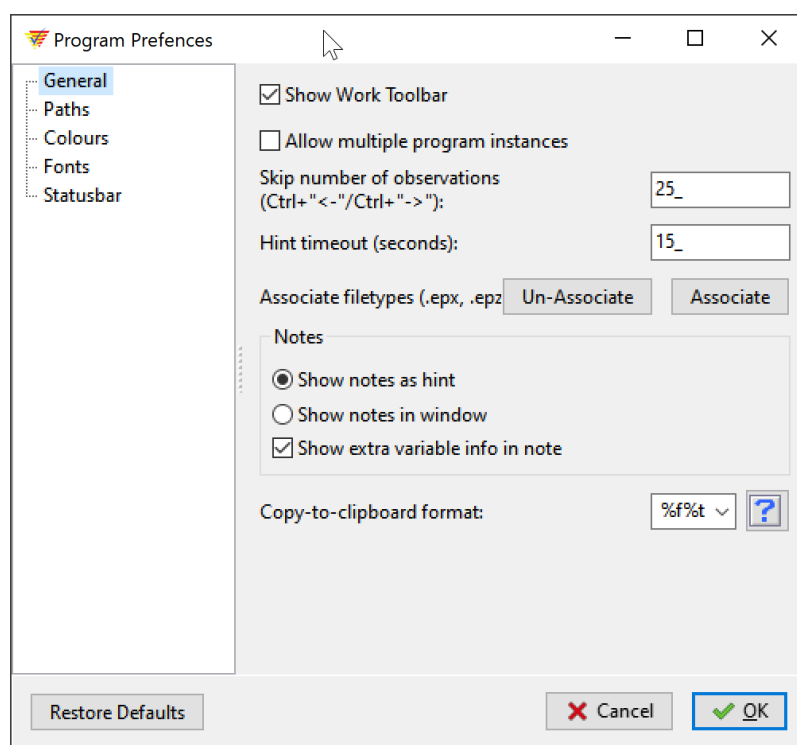 Program Prefences
General
Paths
Colours
Fonts
Statusbar
Show Work Toolbar
Allow multiple program instances
Skip number of observations
(Ctrl+"<-"/Ctrl+"->"):
25_
Hint timeout (seconds):
15_
Associate filetypes (.epx, .epz
Un-Associate
Associate
Notes
Show notes as hint
Show notes in window
Show extra variable info in note
Copy-to-clipboard format:
%f%t
?
Restore Defaults
Cancel
OK